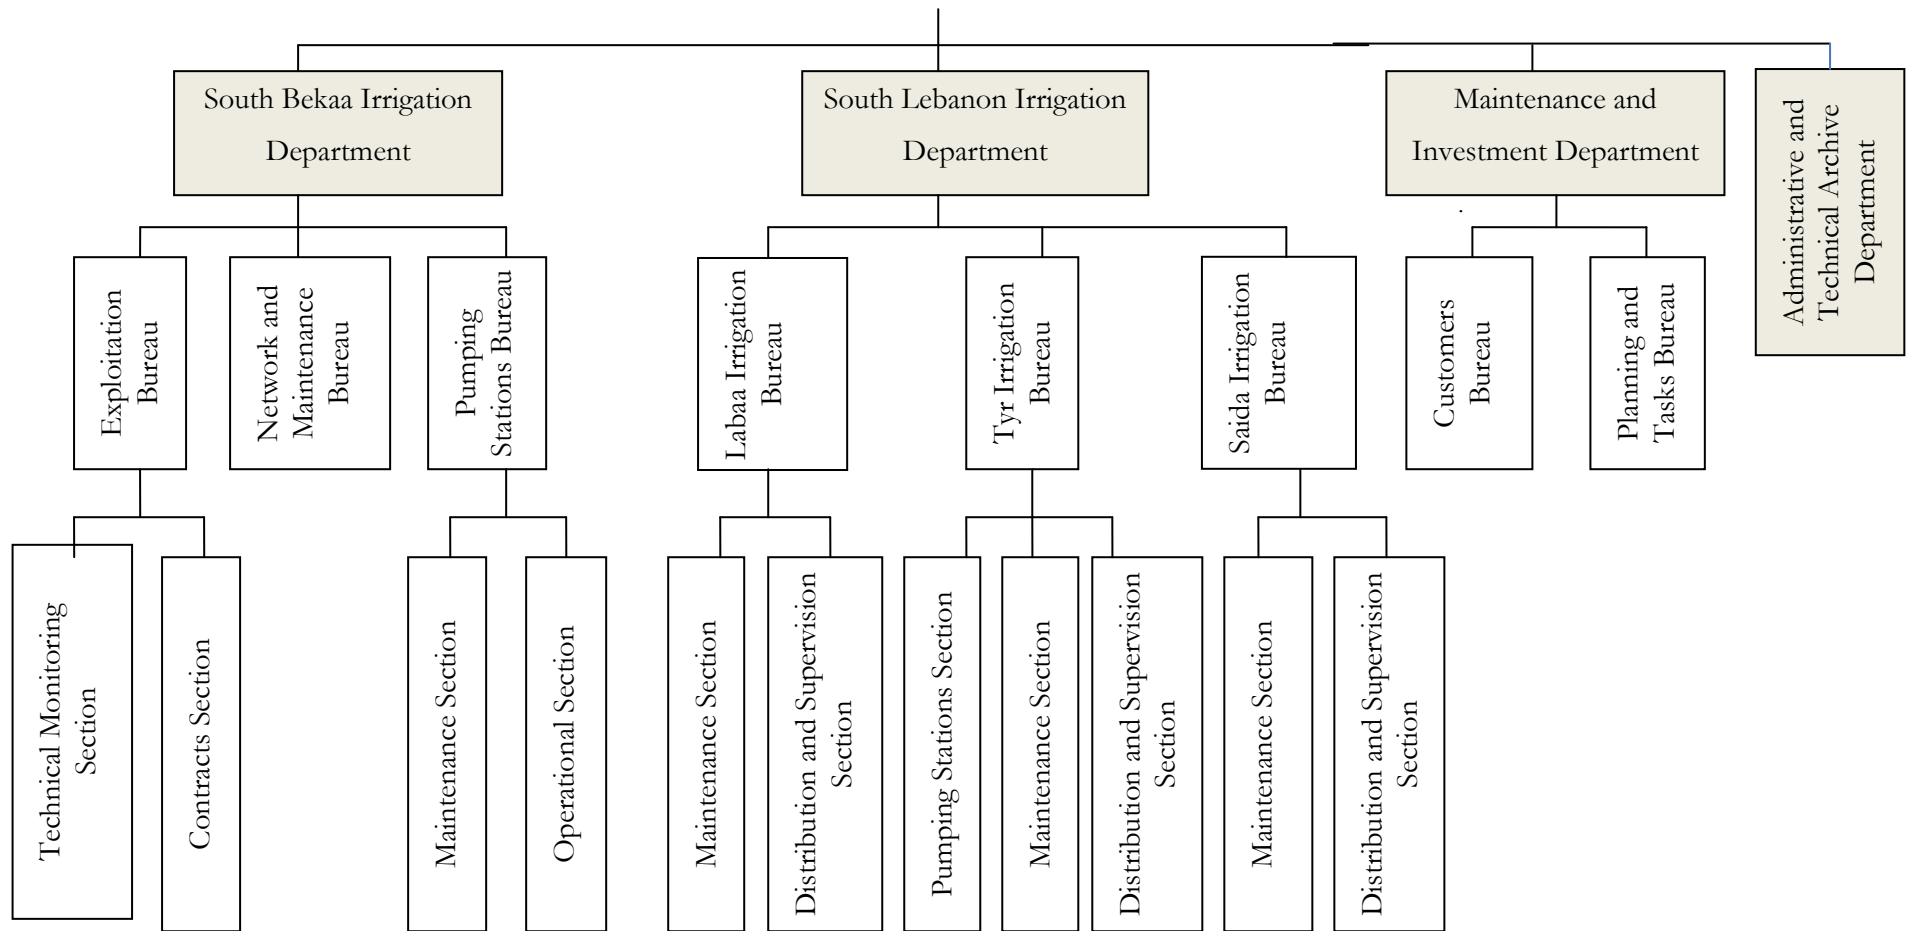 South Bekaa Irrigation
Department
South Lebanon Irrigation
Department
Maintenance and
Investment Department
Administrative and
Technical Archive
Department
Exploitation
Bureau
Network and
Maintenance
Bureau
Pumping
Stations Bureau
Labaa Irrigation
Bureau
Tyr Irrigation
Bureau
Saida Irrigation
Bureau
Customers
Bureau
Planning and
Tasks Bureau
Technical Monitoring
Section
Contracts Section
Maintenance Section
Operational Section
Maintenance Section
Distribution and Supervision
Section
Pumping Stations Section
Maintenance Section
Distribution and Supervision
Section
Maintenance Section
Distribution and Supervision
Section